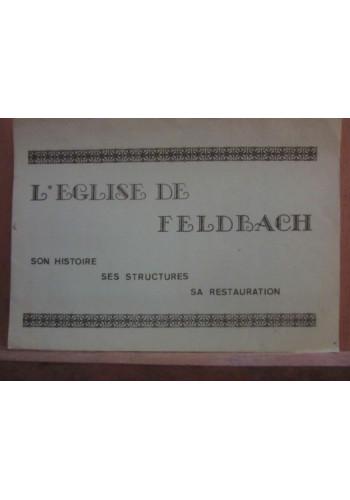 L'EGLISE DE
FELDBACH
SON HISTOIRE
SES STRUCTURES
SA RESTAURATION